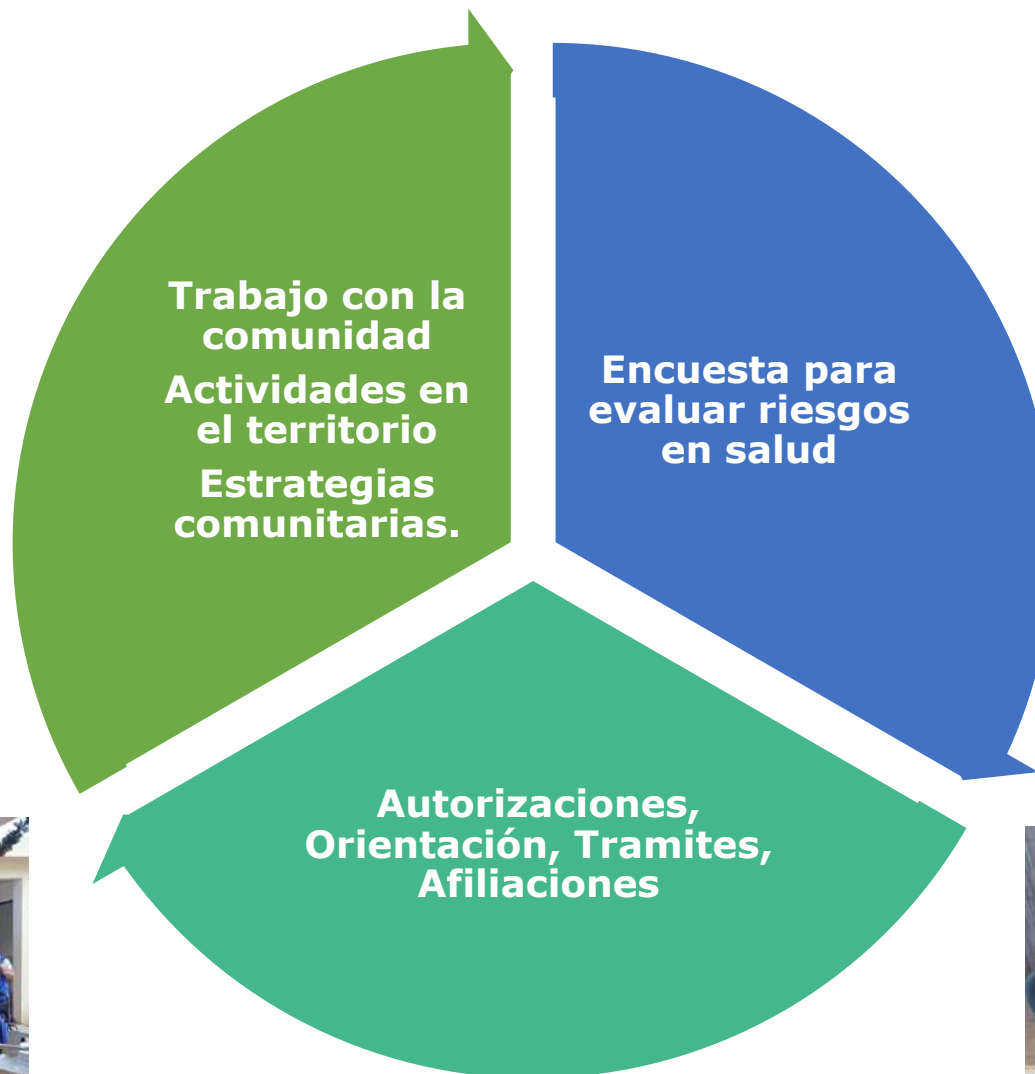 Trabajo con la
comunidad
Actividades en
el territorio
Estrategias
comunitarias.
Encuesta para
evaluar riesgos
en salud
Autorizaciones,
Orientación, Tramites,
Afiliaciones